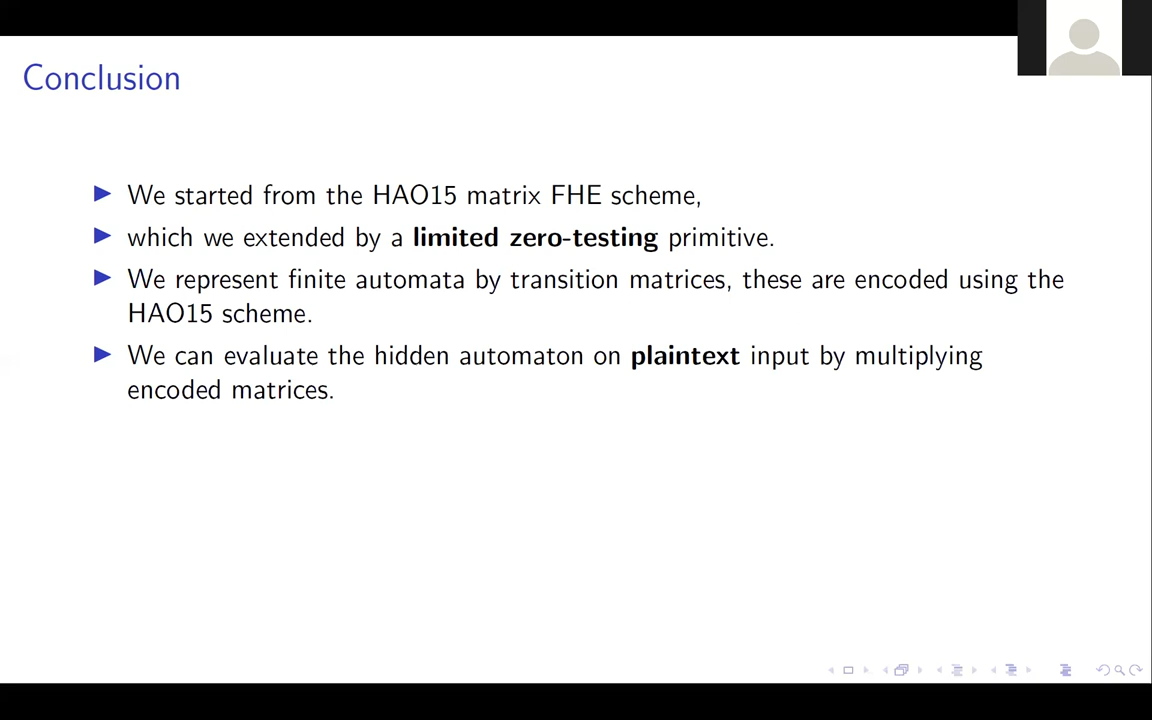 Conclusion
We started from the HAO15 matrix FHE scheme,
which we extended by a limited zero-testing primitive.
We represent finite automata by transition matrices, these are encoded using the
HAO15 scheme.
We can evaluate the hidden automaton on plaintext input by multiplying
encoded matrices.